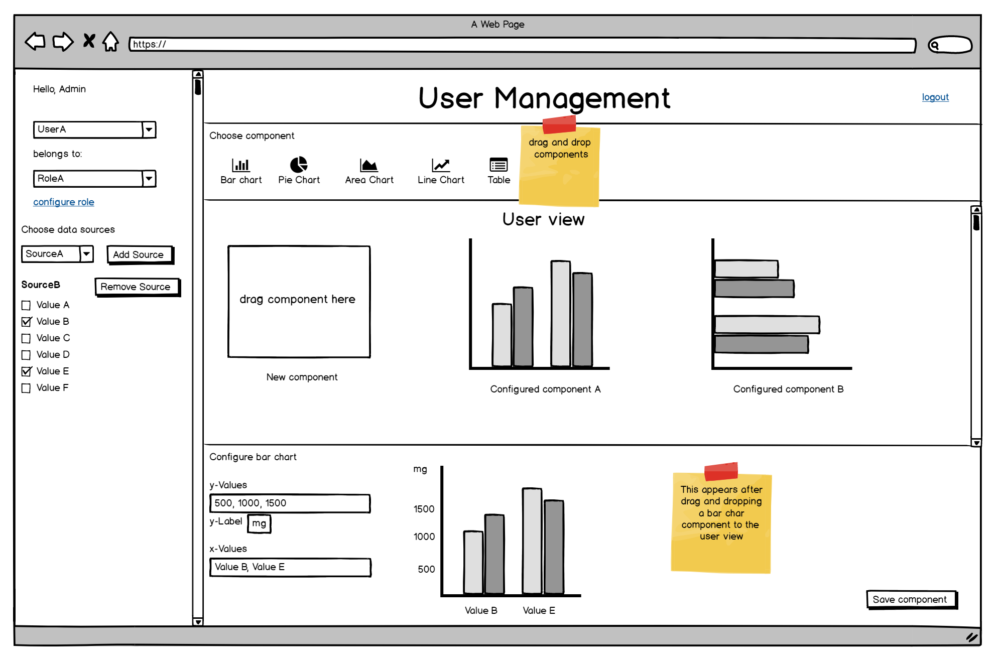 A Web Page
https://
Hello, Admin
UserA
belongs to:
RoleA
configure role
Choose data sources
SourceA
Add Source
SourceB
Remove Source
Value A
Value B
Value C
Value D
Value E
Value F
User Management
logout
Choose component
Bar chart
Pie Chart
Area Chart
Line Chart
Table
drag and drop
components
User view
drag component here
New component
Configured component A
Configured component B
Configure bar chart
y-Values
500, 1000, 1500
y-Label
mg
x-Values
Value B, Value E
mg
1500
1000
500
Value B
Value E
This appears after
drag and dropping
a bar char
component to the
user view
Save component